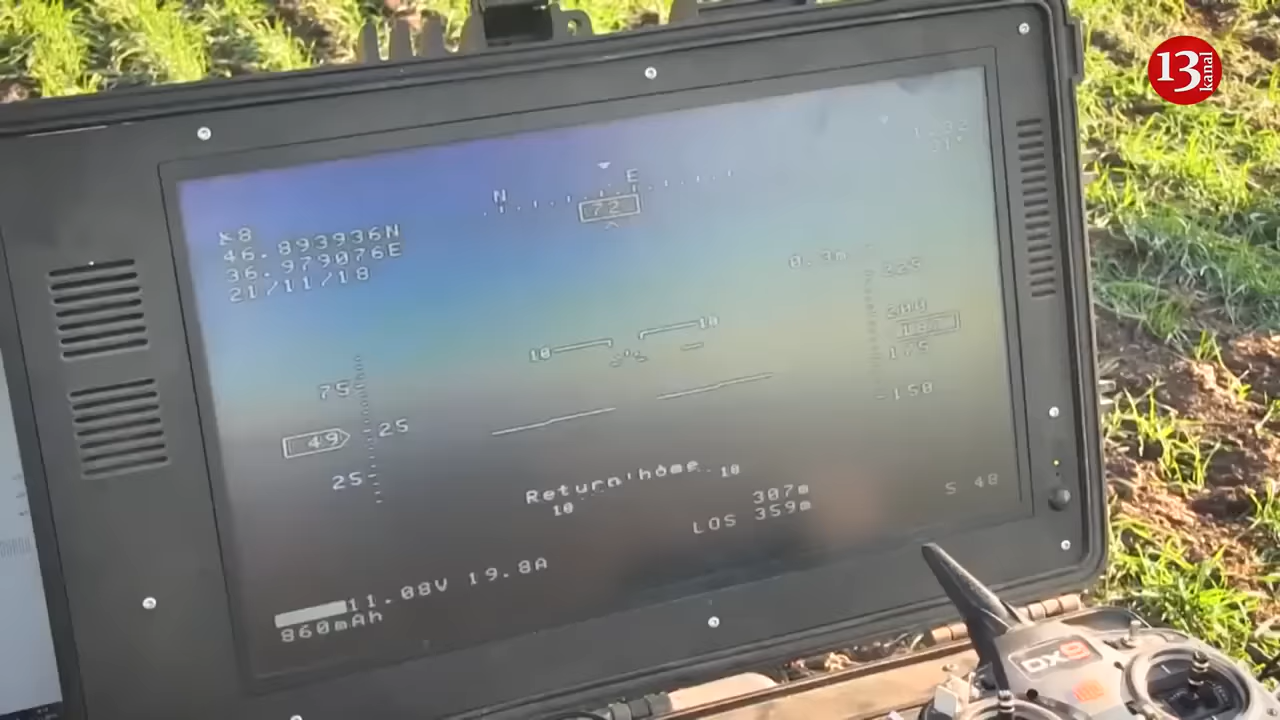 13 kanal
N
E
72
8
46.893936N
36.979076E
21/11/18
0.3m
225
200
175
-150
10
10
75
49
25
25
Return home
10
10
307m
LOS 359m
S 48
11.08V 19.8A
860mAh
DX9